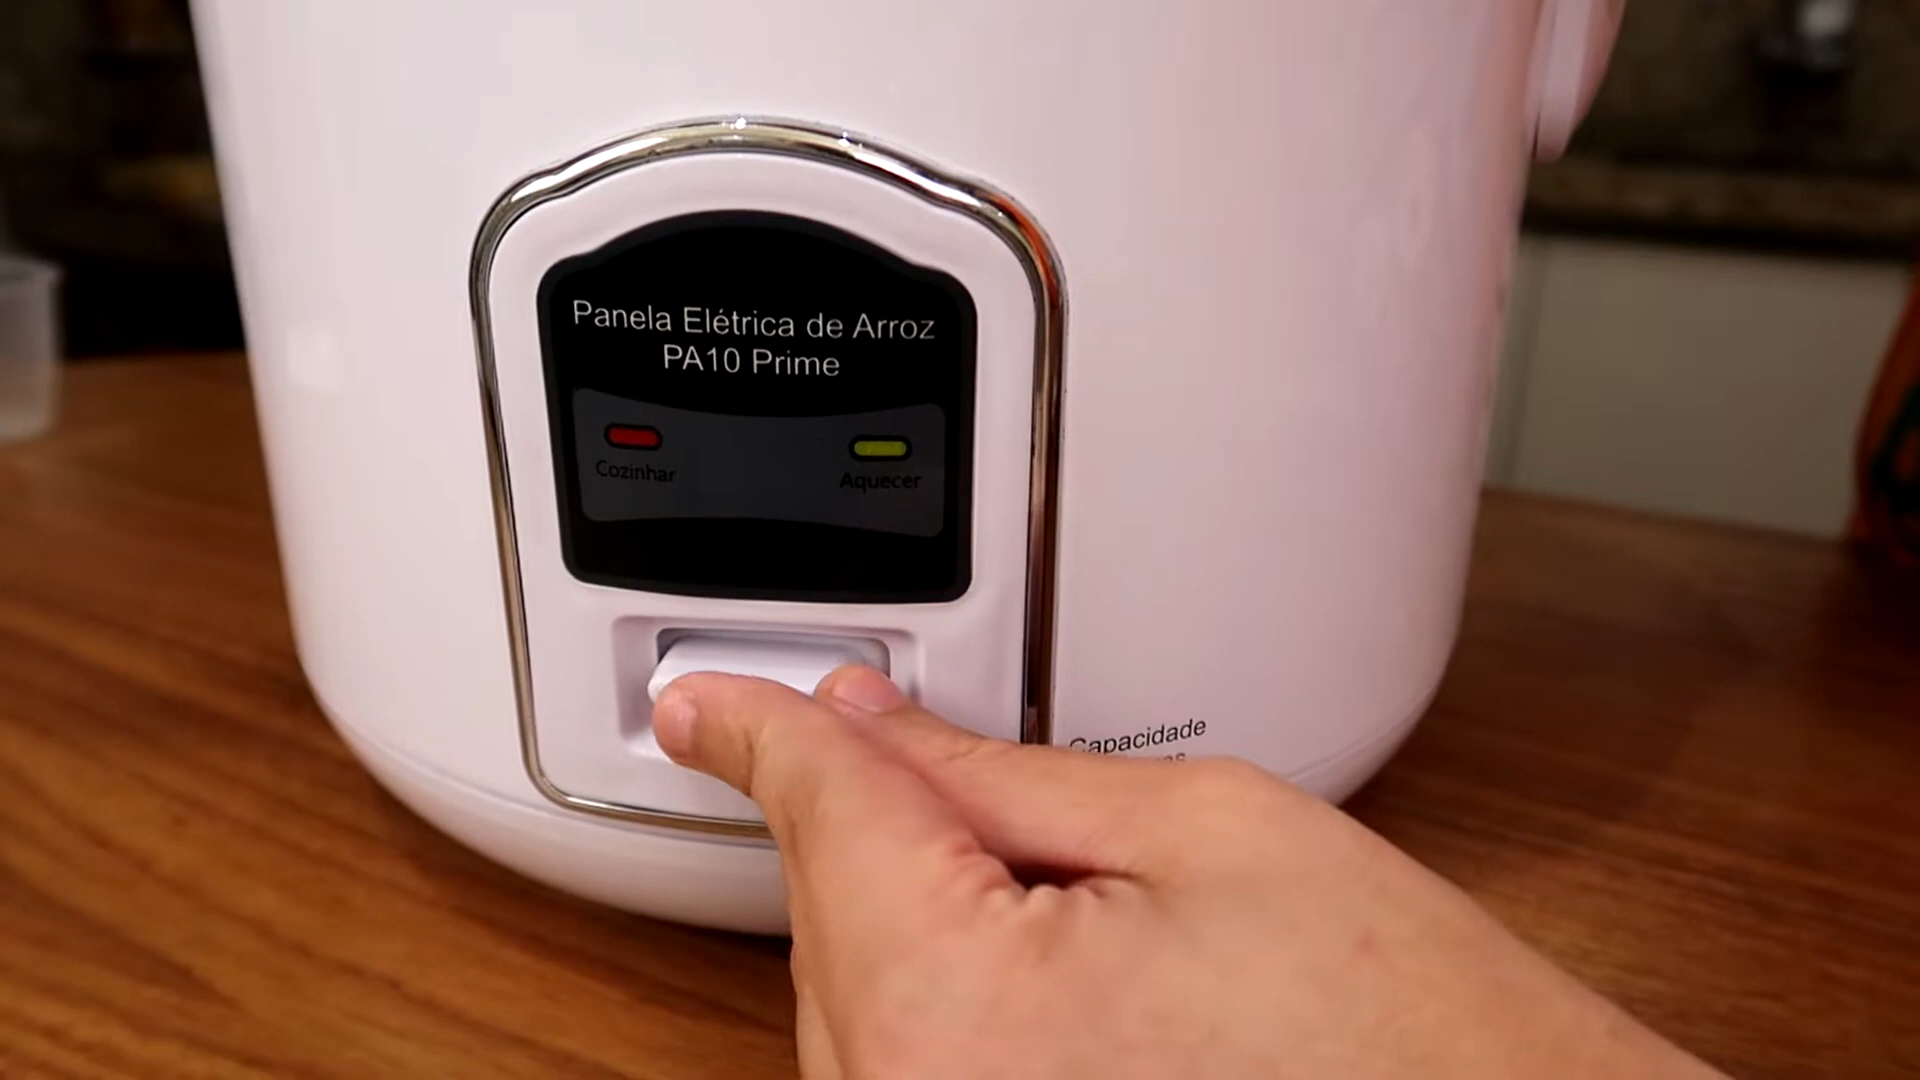 Panela Elétrica de Arroz
PA10 Prime
Cozinhar
Aquecer
Capacidade